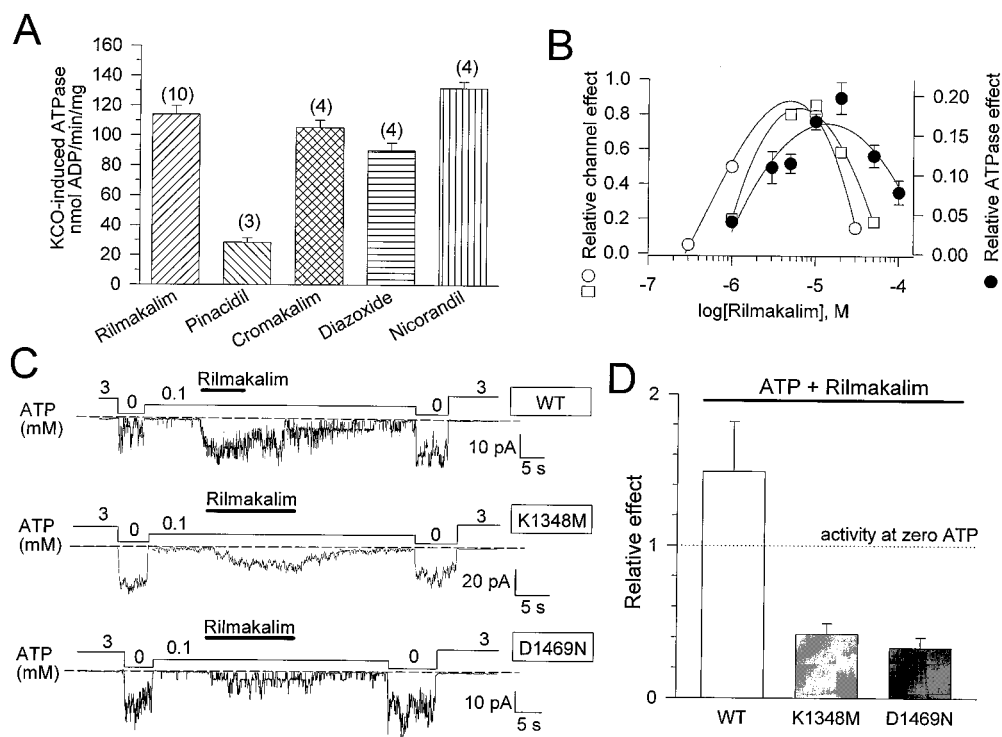 A
KCO-induced ATPase
nmol ADP/min/mg
160
140
120
100
80
60
40
20
0
(10)
(3)
(4)
(4)
(4)
Rilmakalim
Pinacidil
Cromakalim
Diazoxide
Nicorandil
B
Relative channel effect
1.0
0.8
0.6
0.4
0.2
0.0
0.20
0.15
0.10
0.05
0.00
Relative ATPase effect
-7
-6
-5
-4
log[Rilmakalim], M
C
Rilmakalim
3
0
0.1
0
3
ATP
(mM)
WT
10 pA
5 s
Rilmakalim
3
0
0.1
0
3
ATP
(mM)
K1348M
20 pA
5 s
Rilmakalim
3
0
0.1
0
3
ATP
(mM)
D1469N
10 pA
5 s
D
ATP + Rilmakalim
Relative effect
2
1
0
activity at zero ATP
WT
K1348M
D1469N